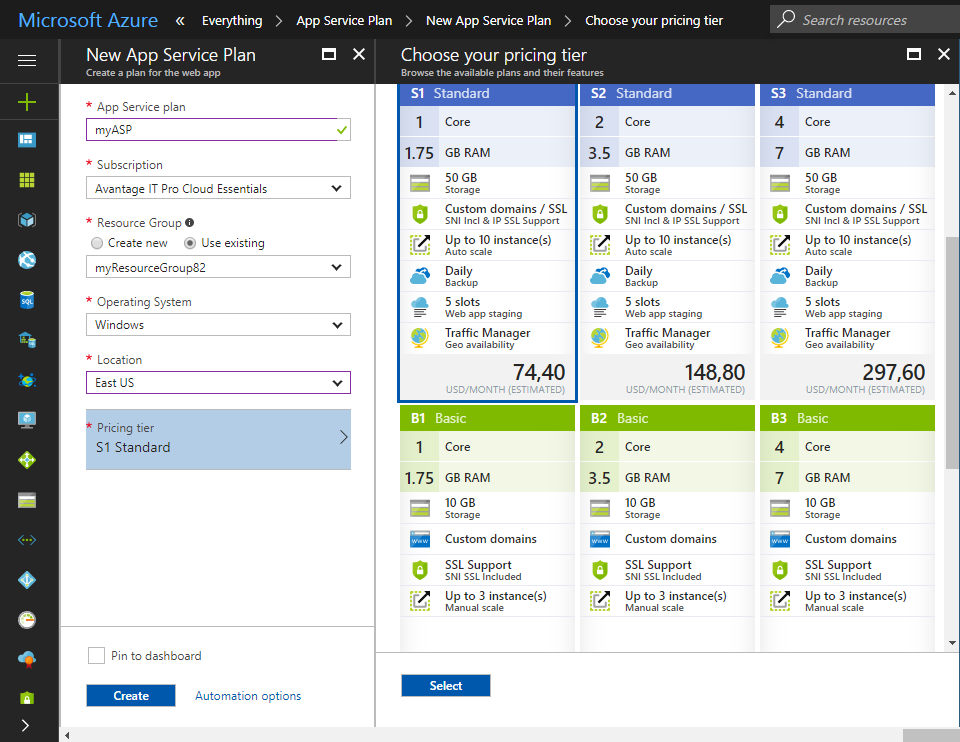 Microsoft Azure « Everything > App Service Plan > New App Service Plan > Choose your pricing tier Search resources
New App Service Plan
Create a plan for the web app
* App Service plan
myASP
* Subscription
Avantage IT Pro Cloud Essentials
* Resource Group
Create new Use existing
myResourceGroup82
* Operating System
Windows
* Location
East US
* Pricing tier
S1 Standard
Pin to dashboard
Create Automation options
SQL
Choose your pricing tier
Browse the available plans and their features
S1 Standard
1 Core
1.75 GB RAM
50 GB
Storage
Custom domains / SSL
SNI Incl & IP SSL Support
Up to 10 instance(s)
Auto scale
Daily
Backup
5 slots
Web app staging
Traffic Manager
Geo availability
74,40
USD/MONTH (ESTIMATED)
S2 Standard
2 Core
3.5 GB RAM
50 GB
Storage
Custom domains / SSL
SNI Incl & IP SSL Support
Up to 10 instance(s)
Auto scale
Daily
Backup
5 slots
Web app staging
Traffic Manager
Geo availability
148,80
USD/MONTH (ESTIMATED)
S3 Standard
4 Core
7 GB RAM
50 GB
Storage
Custom domains / SSL
SNI Incl & IP SSL Support
Up to 10 instance(s)
Auto scale
Daily
Backup
5 slots
Web app staging
Traffic Manager
Geo availability
297,60
USD/MONTH (ESTIMATED)
B1 Basic
1 Core
1.75 GB RAM
10 GB
Storage
www Custom domains
SSL Support
SNI SSL Included
Up to 3 instance(s)
Manual scale
B2 Basic
2 Core
3.5 GB RAM
10 GB
Storage
www Custom domains
SSL Support
SNI SSL Included
Up to 3 instance(s)
Manual scale
B3 Basic
4 Core
7 GB RAM
10 GB
Storage
www Custom domains
SSL Support
SNI SSL Included
Up to 3 instance(s)
Manual scale
Select